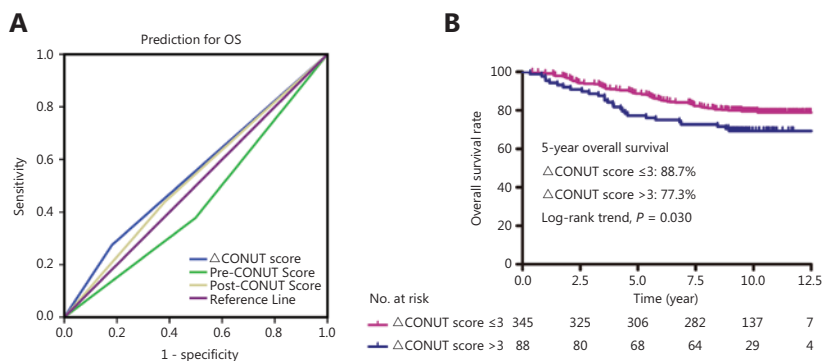 A
Prediction for OS
1.0
0.8
0.6
0.4
0.2
0.0
Sensitivity
△CONUT score
Pre-CONUT Score
Post-CONUT Score
Reference Line
0.0 0.2 0.4 0.6 0.8 1.0
1 - specificity
B
100
80
60
40
20
0
Overall survival rate
5-year overall survival
△CONUT score ≤3: 88.7%
△CONUT score >3: 77.3%
Log-rank trend, P = 0.030
0.0 2.5 5.0 7.5 10.0 12.5
Time (year)
No. at risk
△CONUT score ≤3 345 325 306 282 137 7
△CONUT score >3 88 80 68 64 29 4